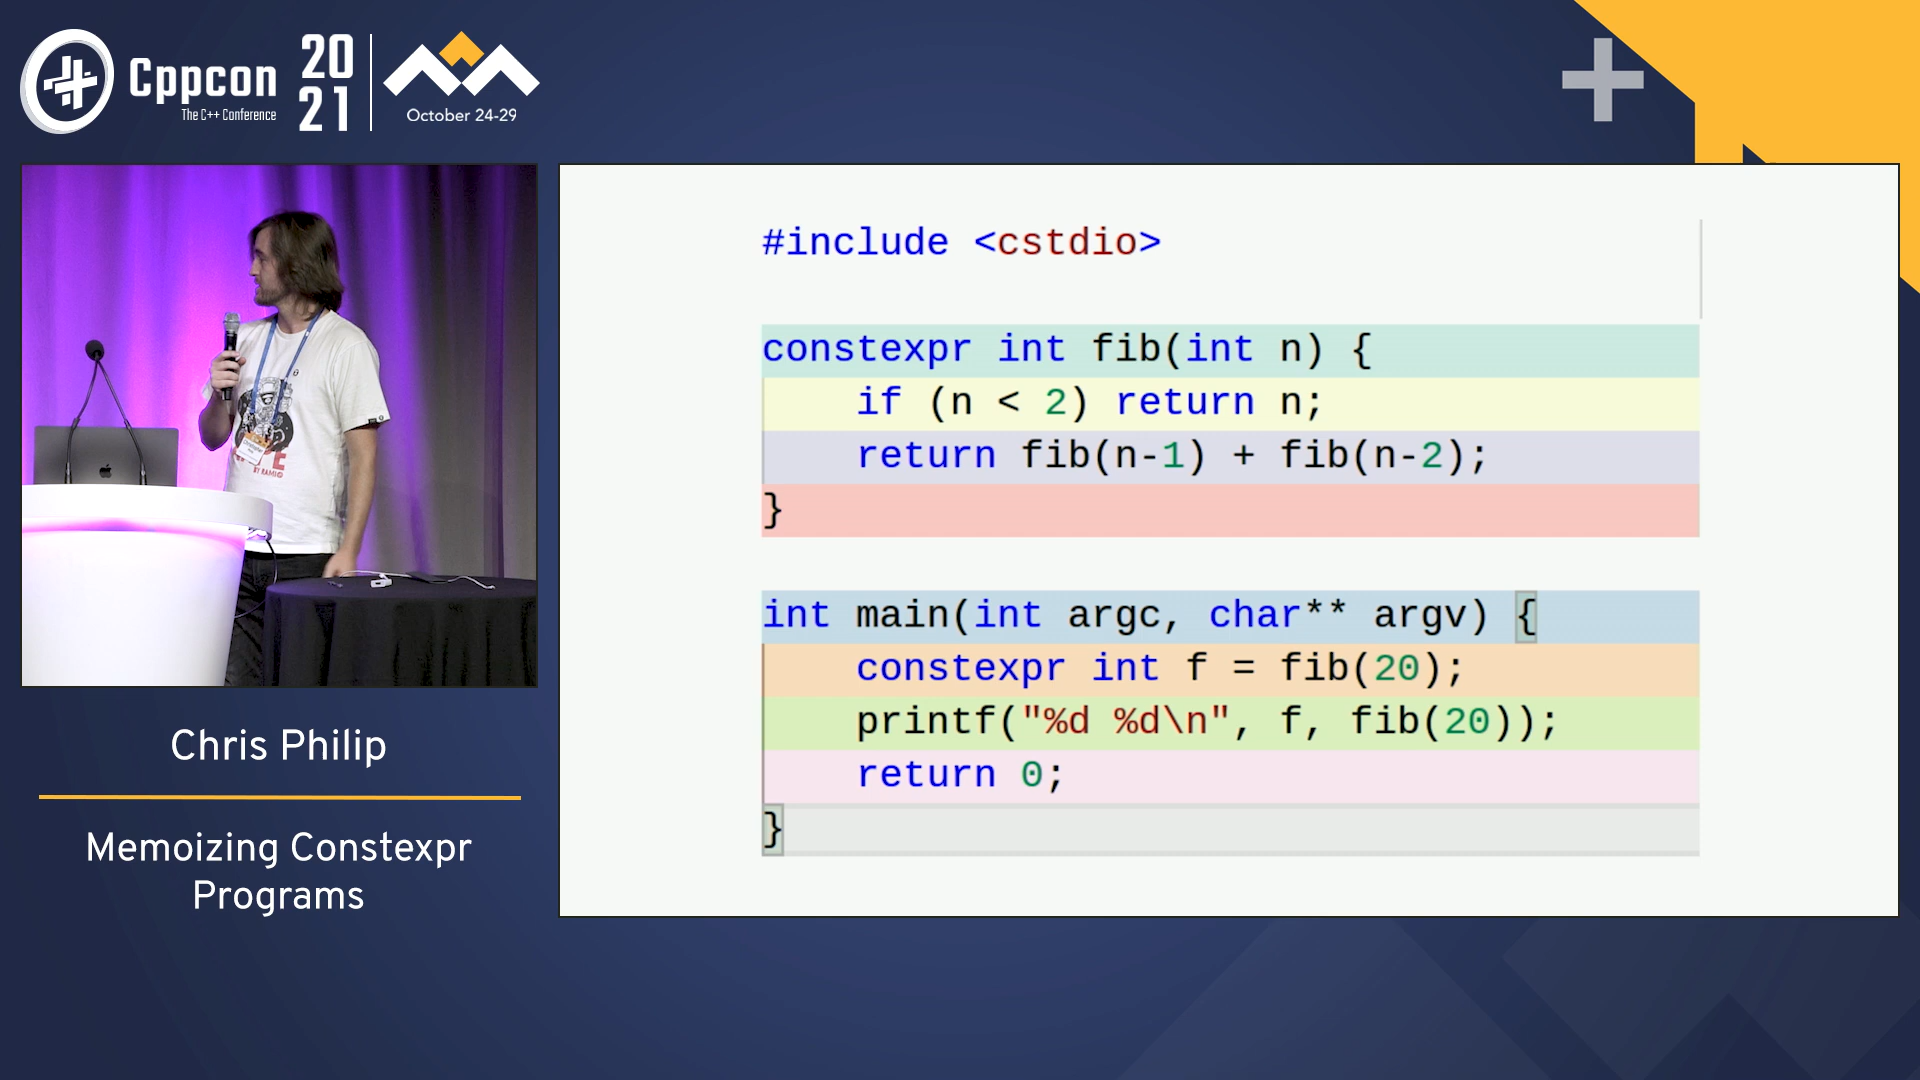 Cppcon
The C++ Conference
20
21
October 24-29
#include <cstdio>
constexpr int fib(int n) {
    if (n < 2) return n;
    return fib(n-1) + fib(n-2);
}
int main(int argc, char** argv) {
    constexpr int f = fib(20);
    printf("%d %d\n", f, fib(20));
    return 0;
}
Chris Philip
Memoizing Constexpr
Programs